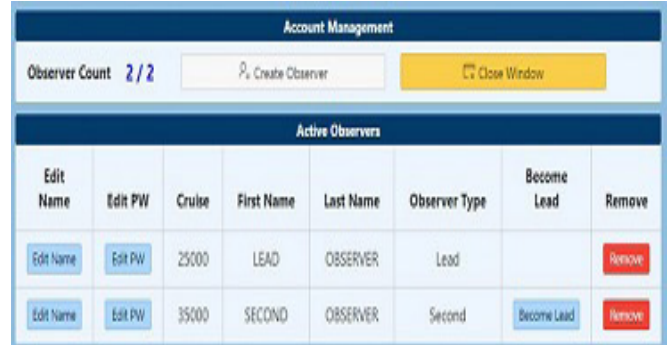 Account Management
Observer Count 2 / 2 Create Observer Close Window
Active Observers
Edit Name Edit PW Cruise First Name Last Name Observer Type Become Lead Remove
Edit Name Edit PW 25000 LEAD OBSERVER Lead Remove
Edit Name Edit PW 35000 SECOND OBSERVER Second Become Lead Remove